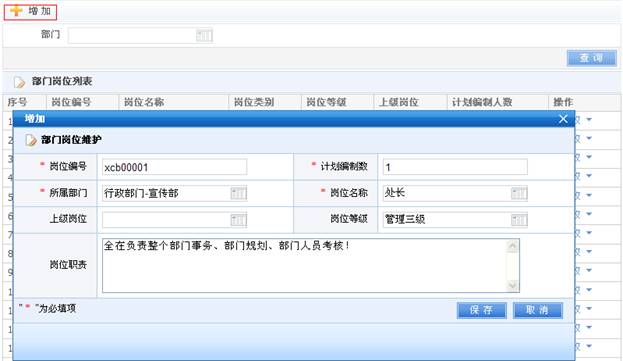 增加
部门
查 询
部门岗位列表
序号 岗位编号 岗位名称 岗位类别 岗位等级 上级岗位 计划编制人数 操作
增加
部门岗位维护
* 岗位编号 xcb00001 * 计划编制数 1
* 所属部门 行政部门-宣传部 * 岗位名称 处长
上级岗位 岗位等级 管理三级
岗位职责 全在负责整个部门事务、部门规划、部门人员考核！
" * "为必填项 保 存 取 消